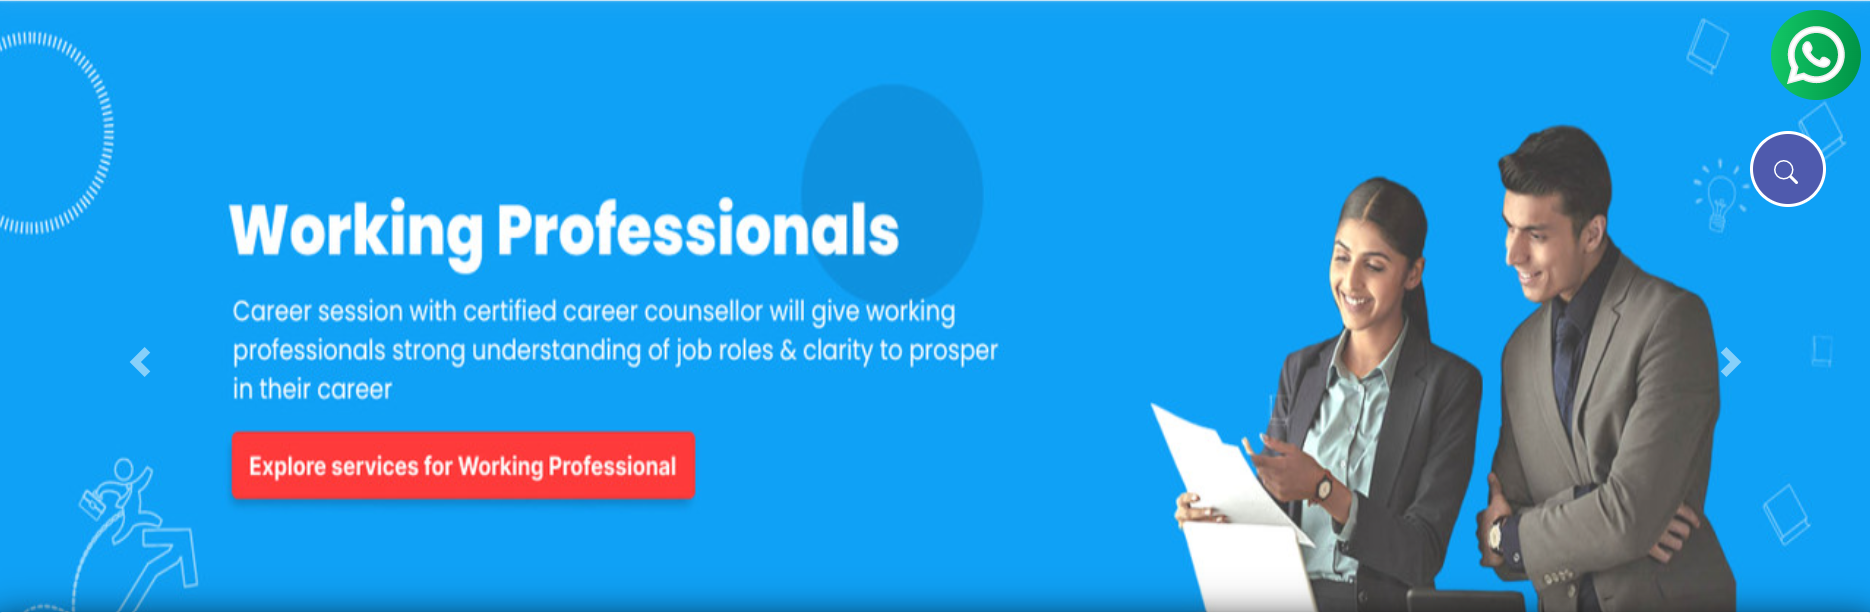 Working Professionals
Career session with certified career counsellor will give working
professionals strong understanding of job roles & clarity to prosper
in their career
Explore services for Working Professional